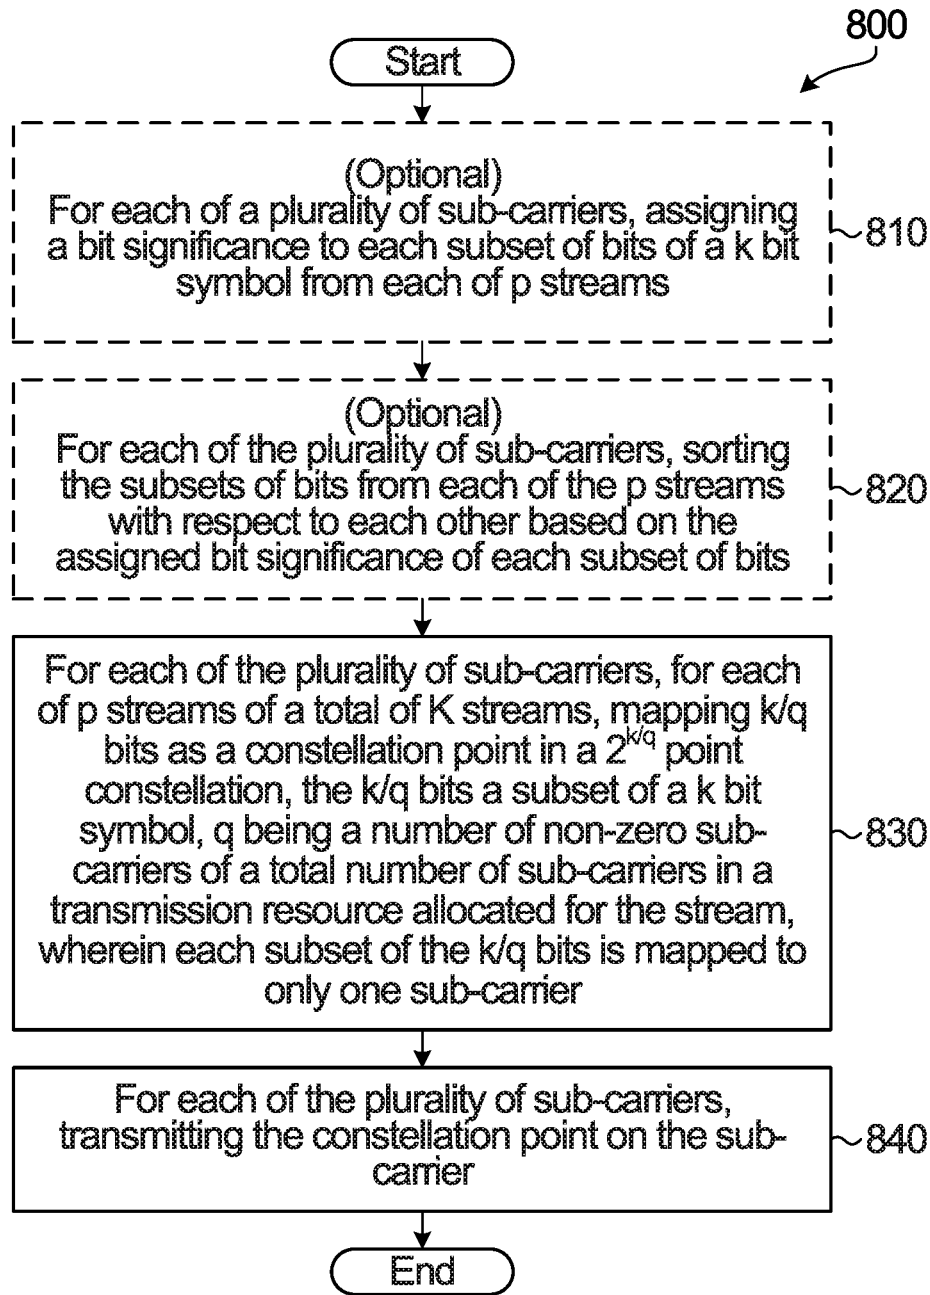 800
Start
(Optional)
For each of a plurality of sub-carriers, assigning
a bit significance to each subset of bits of a k bit
symbol from each of p streams
810
(Optional)
For each of the plurality of sub-carriers, sorting
the subsets of bits from each of the p streams
with respect to each other based on the
assigned bit significance of each subset of bits
820
For each of the plurality of sub-carriers, for each
of p streams of a total of K streams, mapping k/q
bits as a constellation point in a 2^{k/q} point
constellation, the k/q bits a subset of a k bit
symbol, q being a number of non-zero sub-
carriers of a total number of sub-carriers in a
transmission resource allocated for the stream,
wherein each subset of the k/q bits is mapped to
only one sub-carrier
830
For each of the plurality of sub-carriers,
transmitting the constellation point on the sub-
carrier
840
End